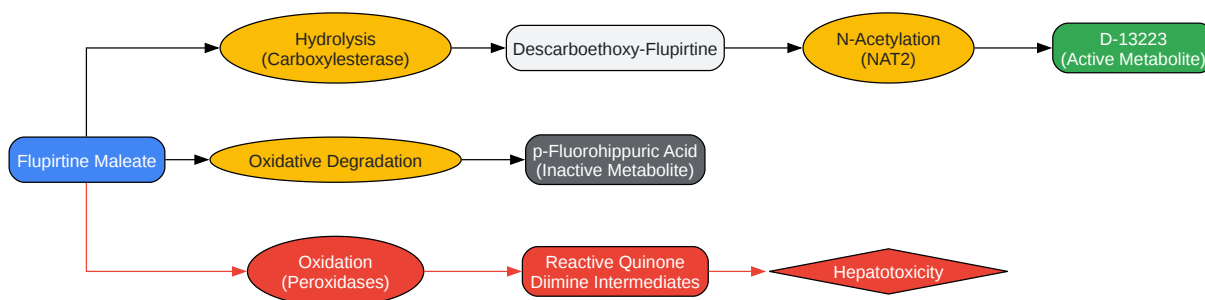 Hydrolysis
(Carboxylesterase)
Descarboethoxy-Flupirtine
N-Acetylation
(NAT2)
D-13223
(Active Metabolite)
Flupirtine Maleate
Oxidative Degradation
p-Fluorohippuric Acid
(Inactive Metabolite)
Oxidation
(Peroxidases)
Reactive Quinone
Diimine Intermediates
Hepatotoxicity